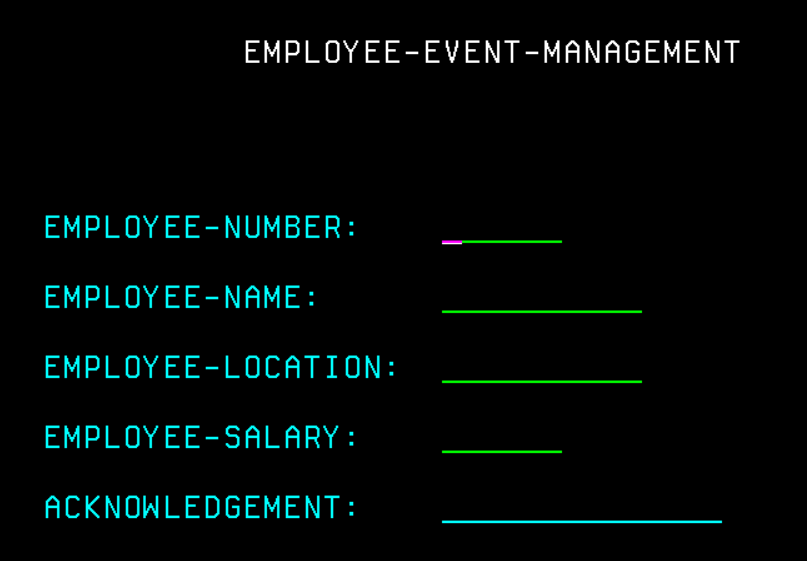 EMPLOYEE-EVENT-MANAGEMENT
EMPLOYEE-NUMBER:
EMPLOYEE-NAME:
EMPLOYEE-LOCATION:
EMPLOYEE-SALARY:
ACKNOWLEDGEMENT: